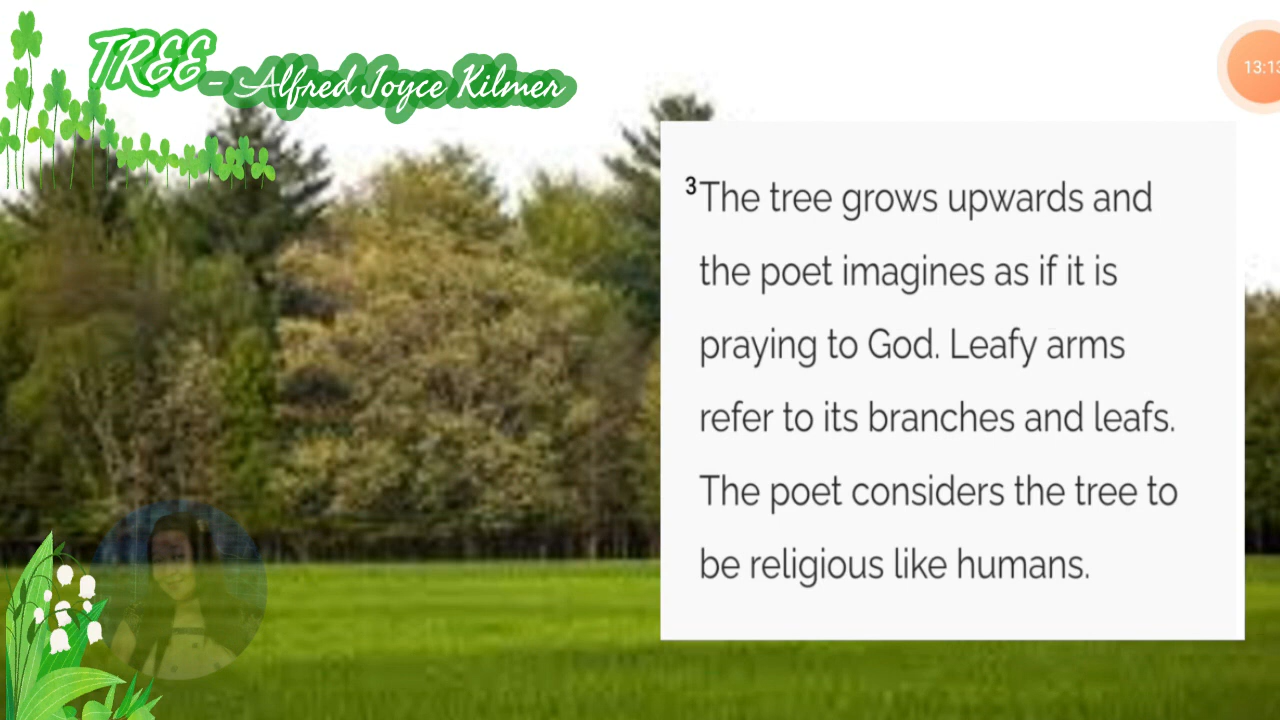 TREE - Alfred Joyce Kilmer
13:13
3 The tree grows upwards and
the poet imagines as if it is
praying to God. Leafy arms
refer to its branches and leafs.
The poet considers the tree to
be religious like humans.